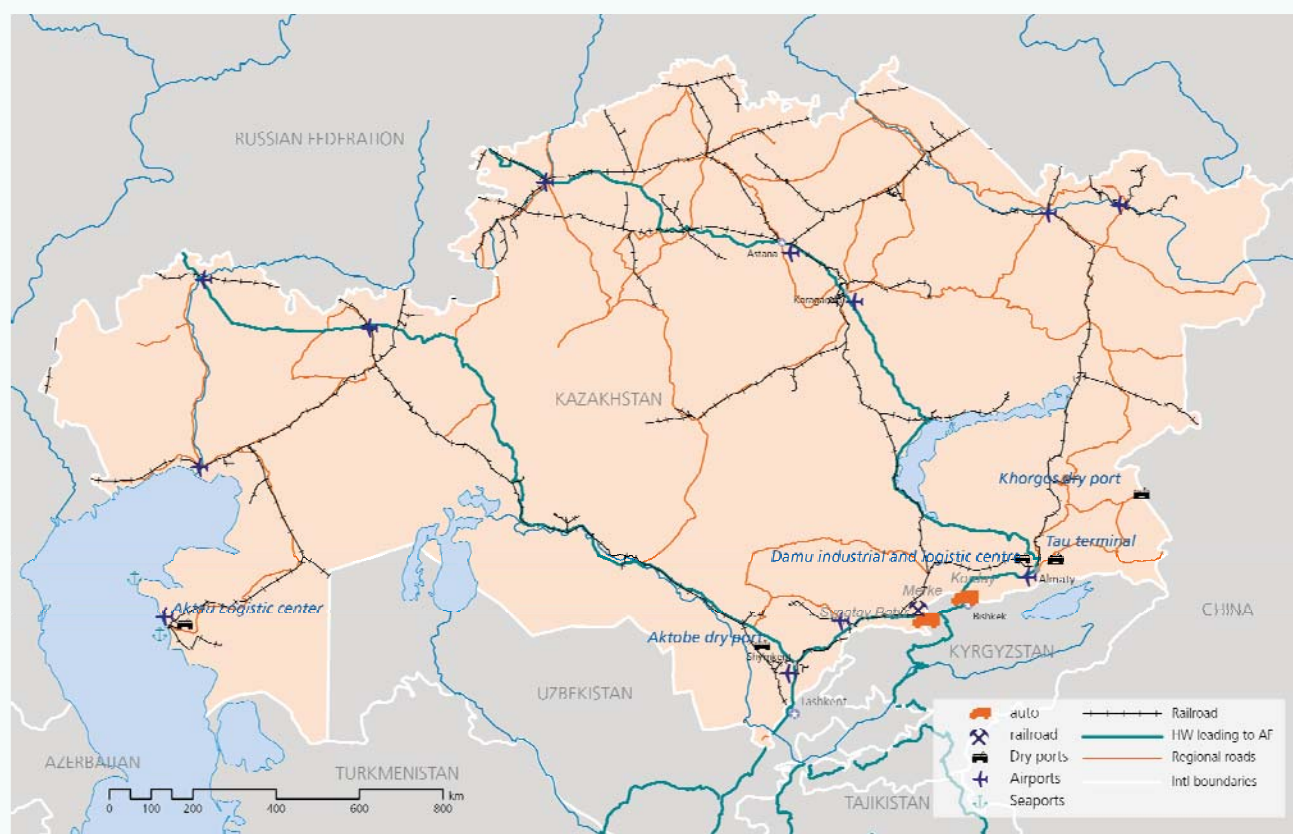 RUSSIAN FEDERATION
Astana
KAZAKHSTAN
Khorgos dry port
Damu industrial and logistic centre
Tau terminal
Korday
Almaty
Merke
Aktau Logistic center
Bishkek
CHINA
Aktobe dry port
Shymkent
KYRGYZSTAN
UZBEKISTAN
Tashkent
AZERBAIJAN
TURKMENISTAN
TAJIKISTAN
0 100 200 400 600 800 km
auto
railroad
Dry ports
Airports
Seaports
Railroad
HW leading to AF
Regional roads
Intl boundaries